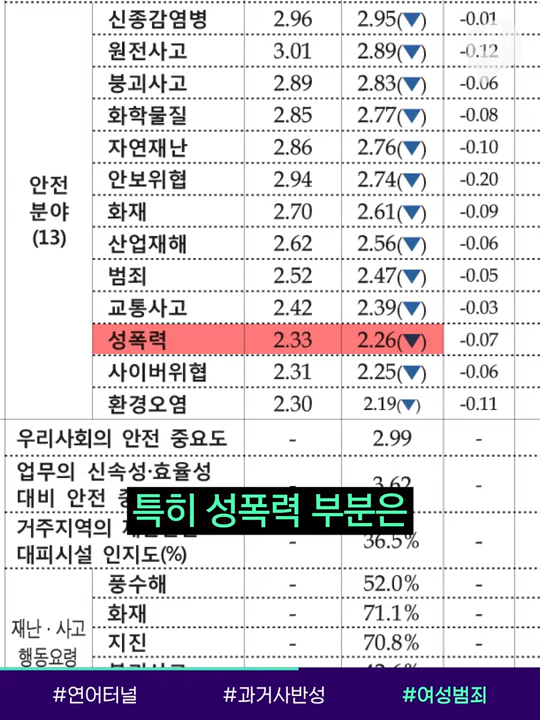 신종감염병 2.96 2.95(▼) -0.01
원전사고 3.01 2.89(▼) -0.12
붕괴사고 2.89 2.83(▼) -0.06
화학물질 2.85 2.77(▼) -0.08
자연재난 2.86 2.76(▼) -0.10
안보위협 2.94 2.74(▼) -0.20
안전
분야
(13)
화재 2.70 2.61(▼) -0.09
산업재해 2.62 2.56(▼) -0.06
범죄 2.52 2.47(▼) -0.05
교통사고 2.42 2.39(▼) -0.03
성폭력 2.33 2.26(▼) -0.07
사이버위협 2.31 2.25(▼) -0.06
환경오염 2.30 2.19(▼) -0.11
우리사회의 안전 중요도 - 2.99 -
업무의 신속성·효율성
대비 안전 3.62 -
특히 성폭력 부분은
거주지역의
대피시설 인지도(%) - 36.5% -
재난·사고
행동요령
풍수해 - 52.0% -
화재 - 71.1% -
지진 - 70.8% -
#연어터널 #과거사반성 #여성범죄